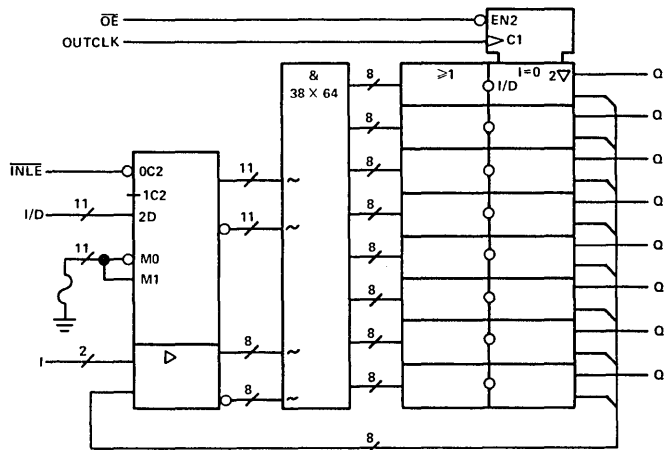 OE
EN2
OUTCLK
C1
&
38 × 64
8
≥1
I=0
2▽
I/D
Q
8
Q
INLE
0C2
11
8
Q
1C2
I/D
11
2D
~
8
Q
11
~
11
M0
M1
8
Q
8
Q
I
2
▷
8
~
8
Q
8
~
8
Q
8